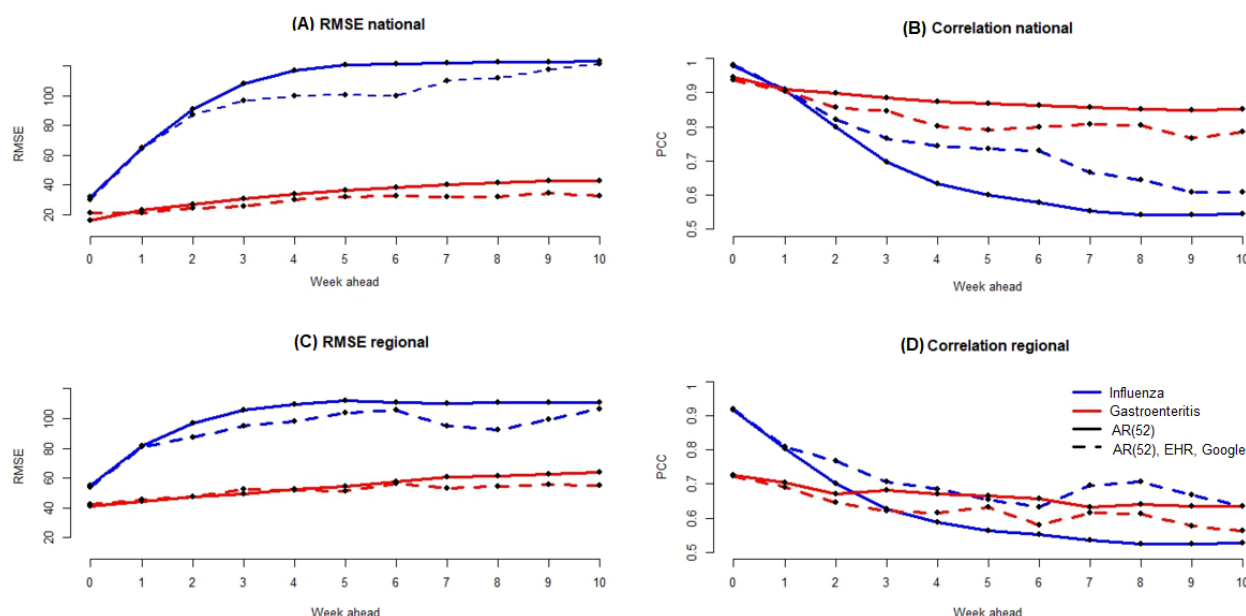 (A) RMSE national
RMSE
100
80
60
40
20
0 1 2 3 4 5 6 7 8 9 10
Week ahead
(B) Correlation national
PCC
1
0.9
0.8
0.7
0.6
0.5
0 1 2 3 4 5 6 7 8 9 10
Week ahead
(C) RMSE regional
RMSE
100
80
60
40
20
0 1 2 3 4 5 6 7 8 9 10
Week ahead
(D) Correlation regional
PCC
1
0.9
0.8
0.7
0.6
0.5
0 1 2 3 4 5 6 7 8 9 10
Week ahead
Influenza
Gastroenteritis
AR(52)
AR(52), EHR, Google